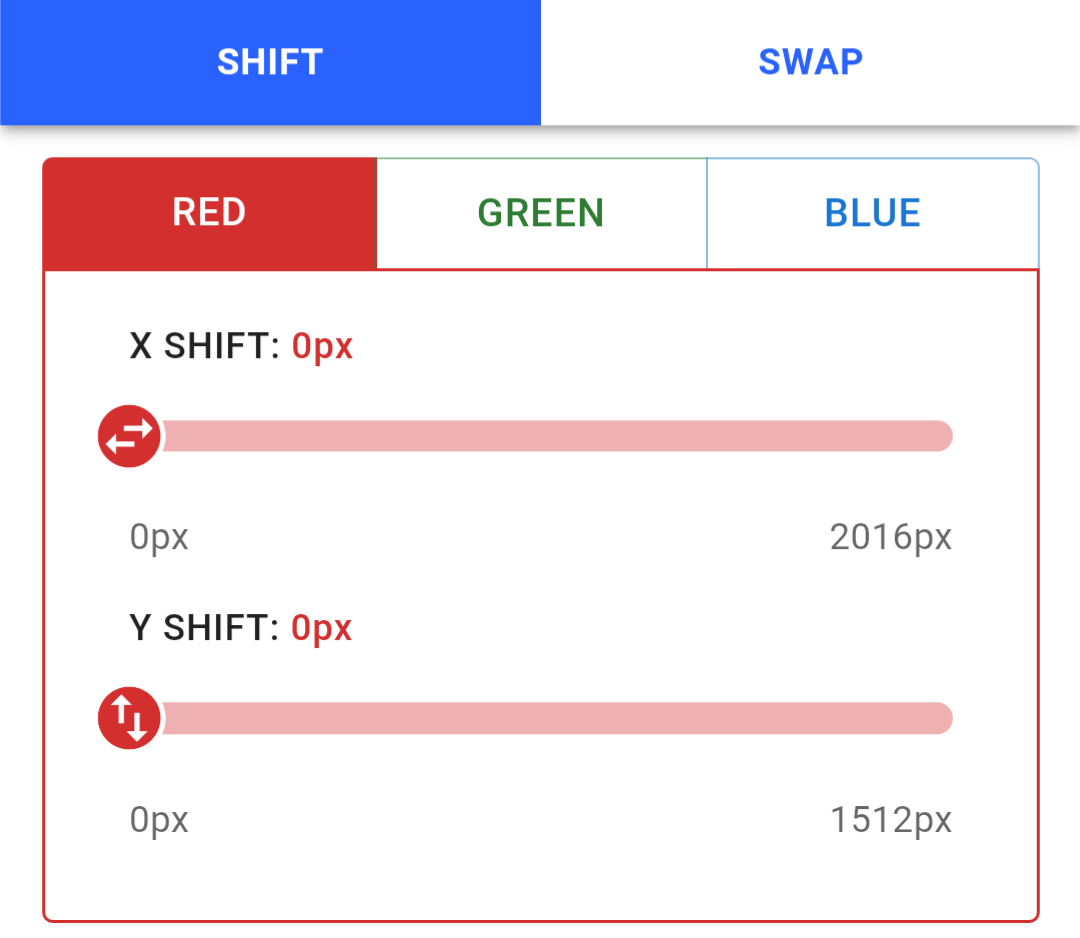 SHIFT SWAP
RED GREEN BLUE
X SHIFT: 0px
0px 2016px
Y SHIFT: 0px
0px 1512px